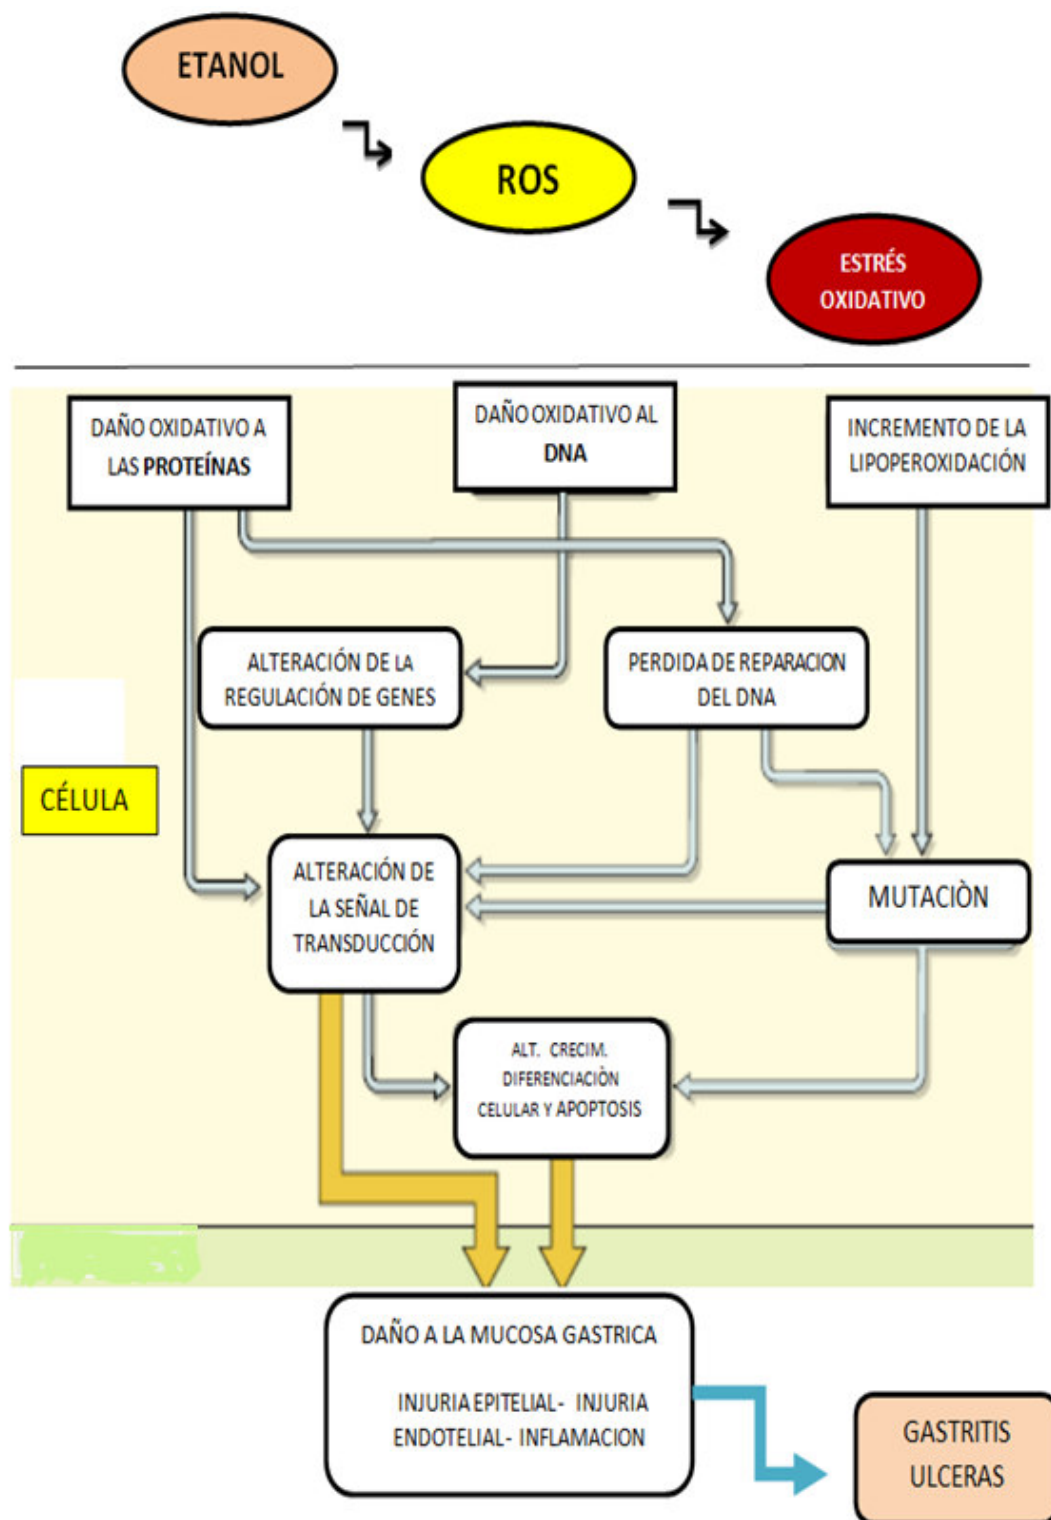 ETANOL
ROS
ESTRÉS
OXIDATIVO
DAÑO OXIDATIVO A
LAS PROTEÍNAS
DAÑO OXIDATIVO AL
DNA
INCREMENTO DE LA
LIPOPEROXIDACIÓN
ALTERACIÓN DE LA
REGULACIÓN DE GENES
PERDIDA DE REPARACION
DEL DNA
CÉLULA
ALTERACIÓN DE
LA SEÑAL DE
TRANSDUCCIÓN
MUTACIÒN
ALT. CRECIM.
DIFERENCIACIÒN
CELULAR Y APOPTOSIS
DAÑO A LA MUCOSA GASTRICA
INJURIA EPITELIAL- INJURIA
ENDOTELIAL- INFLAMACION
GASTRITIS
ULCERAS